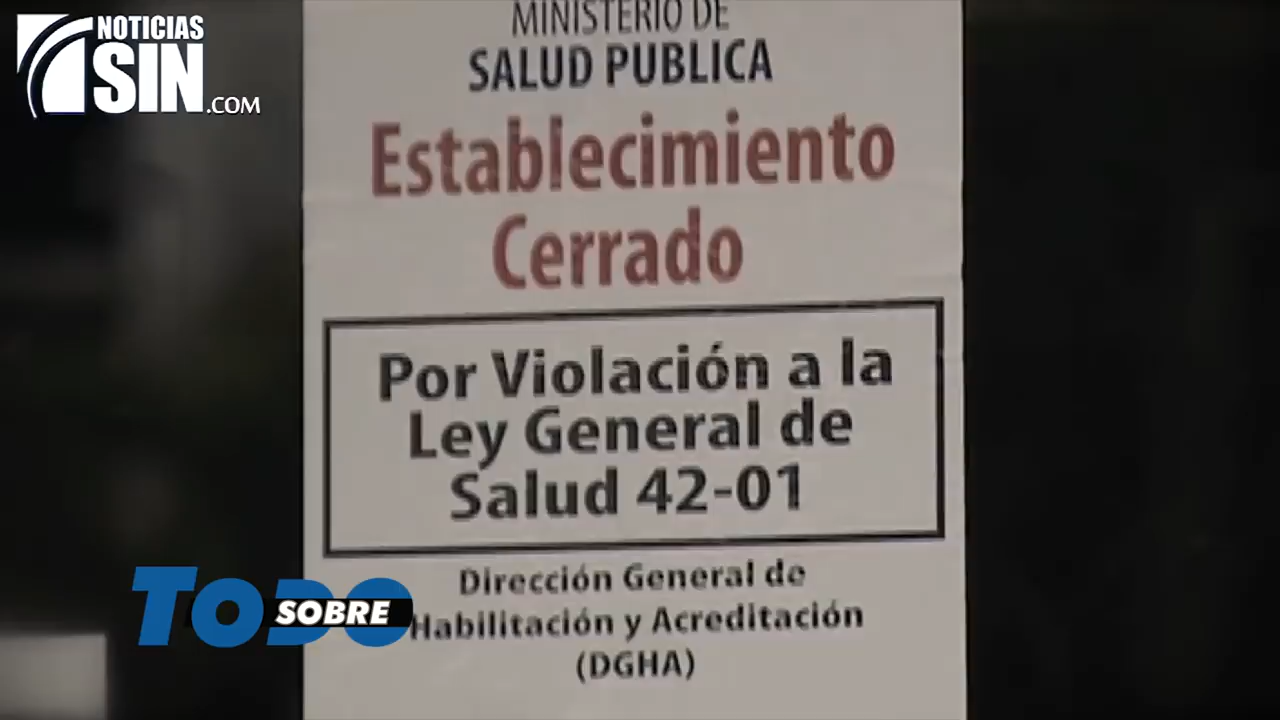 NOTICIAS
SIN.COM
MINISTERIO DE
SALUD PUBLICA
Establecimiento
Cerrado
Por Violación a la
Ley General de
Salud 42-01
Dirección General de
Habilitación y Acreditación
(DGHA)
TODO
SOBRE